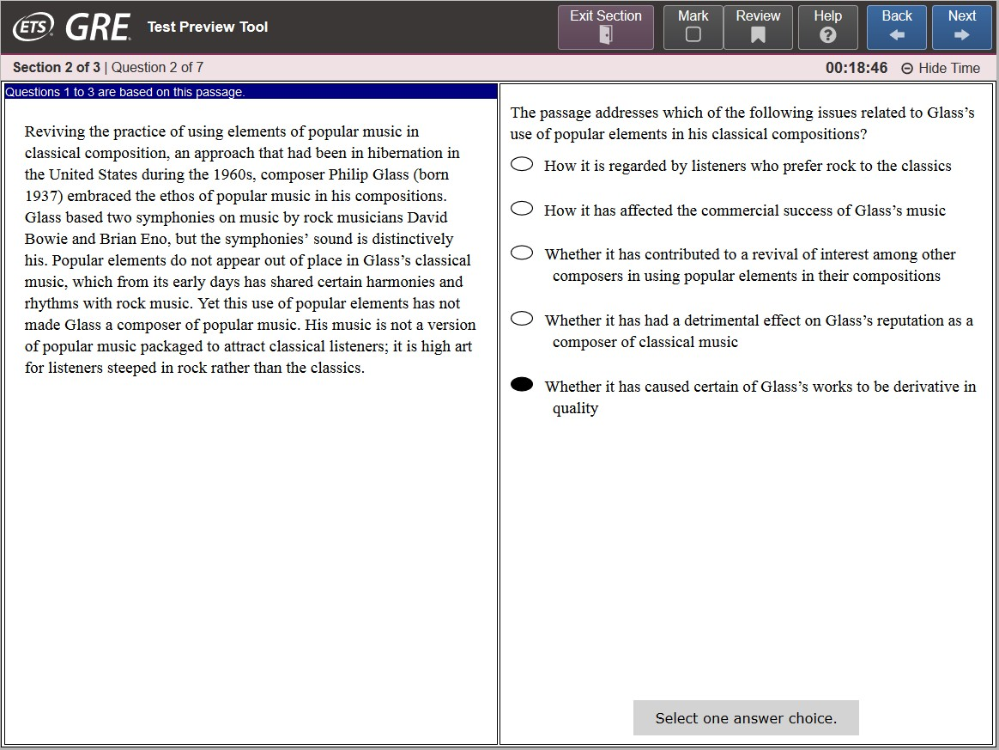 ETS GRE Test Preview Tool
Exit Section Mark Review Help Back Next
Section 2 of 3 | Question 2 of 7
00:18:46 Hide Time
Questions 1 to 3 are based on this passage.
Reviving the practice of using elements of popular music in
classical composition, an approach that had been in hibernation in
the United States during the 1960s, composer Philip Glass (born
1937) embraced the ethos of popular music in his compositions.
Glass based two symphonies on music by rock musicians David
Bowie and Brian Eno, but the symphonies’ sound is distinctively
his. Popular elements do not appear out of place in Glass’s classical
music, which from its early days has shared certain harmonies and
rhythms with rock music. Yet this use of popular elements has not
made Glass a composer of popular music. His music is not a version
of popular music packaged to attract classical listeners; it is high art
for listeners steeped in rock rather than the classics.
The passage addresses which of the following issues related to Glass’s
use of popular elements in his classical compositions?
How it is regarded by listeners who prefer rock to the classics
How it has affected the commercial success of Glass’s music
Whether it has contributed to a revival of interest among other
composers in using popular elements in their compositions
Whether it has had a detrimental effect on Glass’s reputation as a
composer of classical music
Whether it has caused certain of Glass’s works to be derivative in
quality
Select one answer choice.